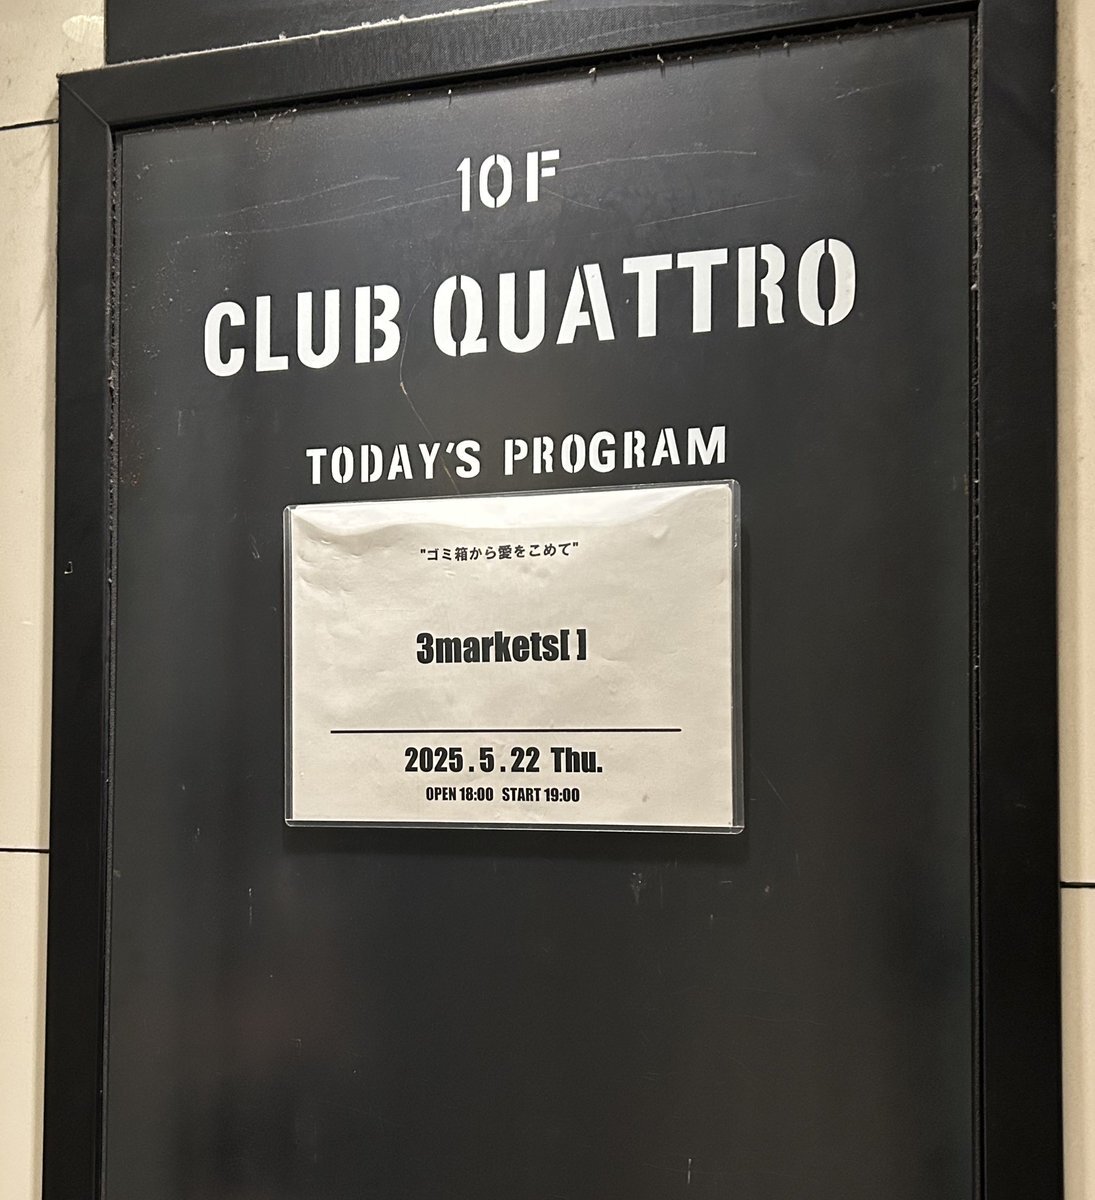 10F
CLUB QUATTRO
TODAY'S PROGRAM
"ゴミ箱から愛をこめて"
3markets[ ]
2025.5.22 Thu.
OPEN 18:00 START 19:00